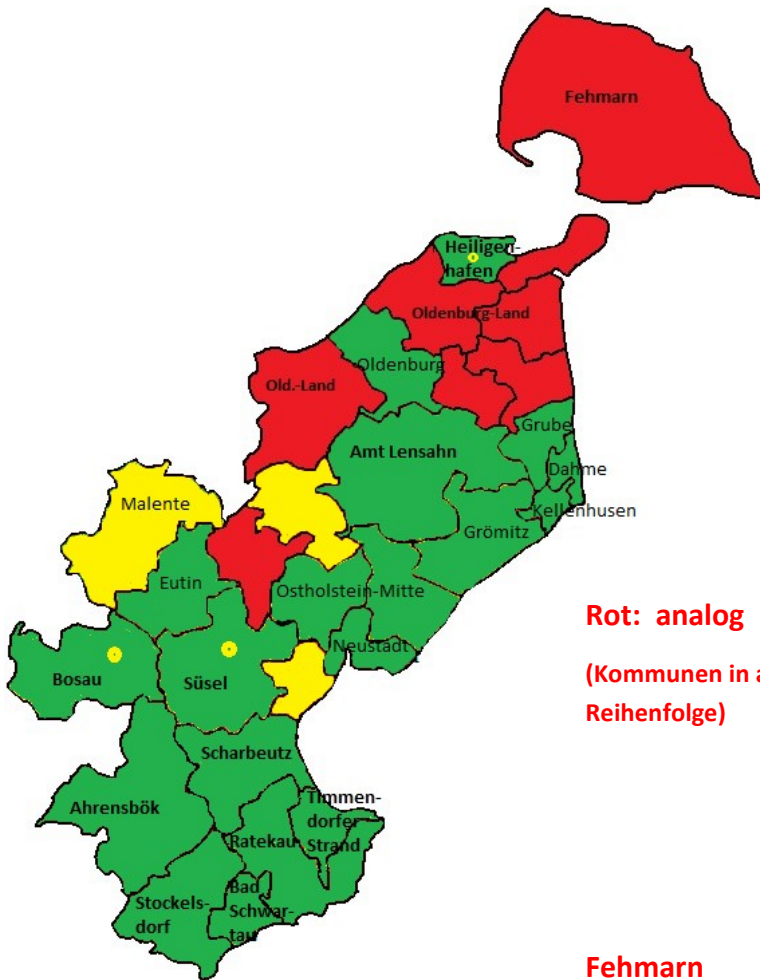 Fehmarn
Heiligen-
hafen
Oldenburg-Land
Oldenburg
Old.-Land
Grube
Amt Lensahn
Dahme
Malente
Kellenhusen
Grömitz
Eutin
Ostholstein-Mitte
Neustadt
Bosau
Süsel
Scharbeutz
Ahrensbök
Timmen-
dorfer
Strand
Ratekau
Bad
Schwar-
tau
Stockels-
dorf
Rot: analog
(Kommunen in a
Reihenfolge)
Fehmarn